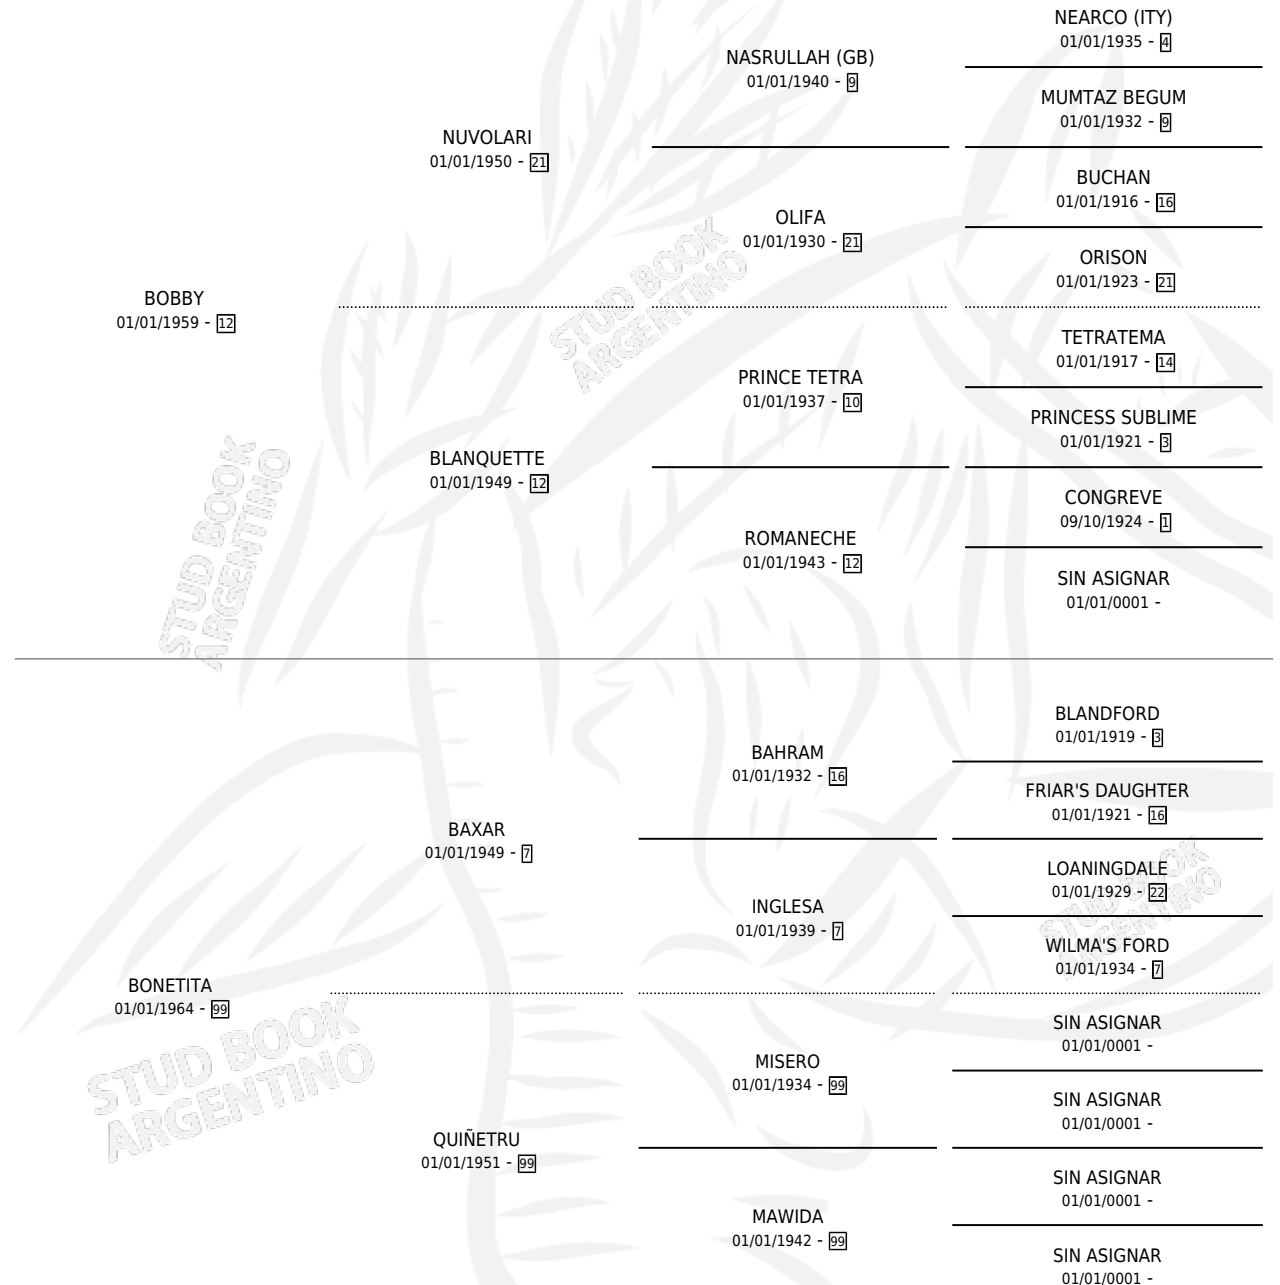 NEARCO (ITY)
01/01/1935 - 4
NASRULLAH (GB)
01/01/1940 - 9
MUMTAZ BEGUM
01/01/1932 - 9
NUVOLARI
01/01/1950 - 21
BUCHAN
01/01/1916 - 16
OLIFA
01/01/1930 - 21
ORISON
01/01/1923 - 21
BOBBY
01/01/1959 - 12
TETRATEMA
01/01/1917 - 14
PRINCE TETRA
01/01/1937 - 10
PRINCESS SUBLIME
01/01/1921 - 3
BLANQUETTE
01/01/1949 - 12
CONGREVE
09/10/1924 - 1
ROMANECHE
01/01/1943 - 12
SIN ASIGNAR
01/01/0001 -
BLANDFORD
01/01/1919 - 3
BAHRAM
01/01/1932 - 16
FRIAR'S DAUGHTER
01/01/1921 - 16
BAXAR
01/01/1949 - 7
LOANINGDALE
01/01/1929 - 22
INGLESA
01/01/1939 - 7
WILMA'S FORD
01/01/1934 - 7
BONETITA
01/01/1964 - 99
SIN ASIGNAR
01/01/0001 -
MISERO
01/01/1934 - 99
SIN ASIGNAR
01/01/0001 -
QUIÑETRU
01/01/1951 - 99
SIN ASIGNAR
01/01/0001 -
MAWIDA
01/01/1942 - 99
SIN ASIGNAR
01/01/0001 -
STUD BOOK
ARGENTINO
STUD BOOK
ARGENTINO
STUD BOOK
ARGENTINO
STUD BOOK
ARGENTINO